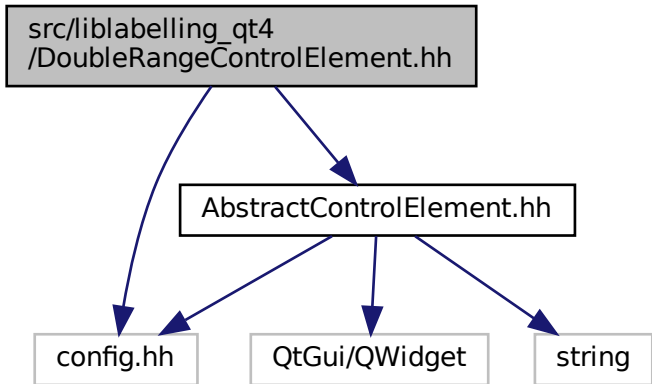 src/liblabelling_qt4
/DoubleRangeControlElement.hh
AbstractControlElement.hh
config.hh
QtGui/QWidget
string